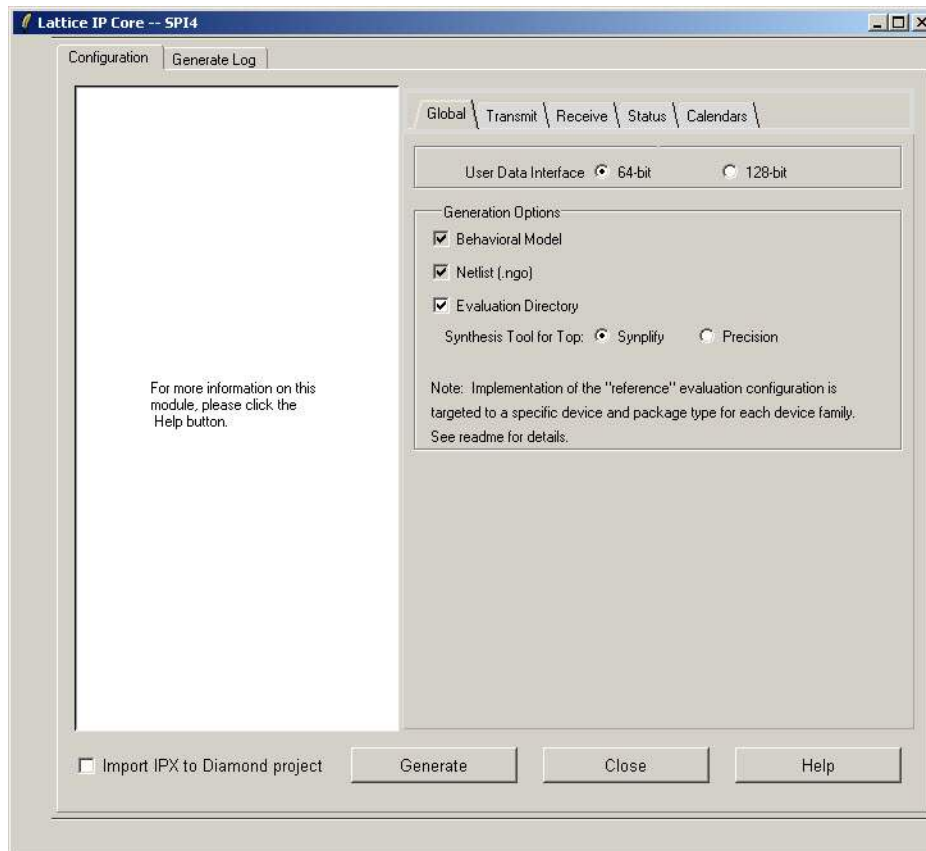 Lattice IP Core -- SPI4
Configuration
Generate Log
For more information on this
module, please click the
Help button.
Global
Transmit
Receive
Status
Calendars
User Data Interface
64-bit
128-bit
Generation Options
Behavioral Model
Netlist (.ngo)
Evaluation Directory
Synthesis Tool for Top:
Synplify
Precision
Note: Implementation of the "reference" evaluation configuration is
targeted to a specific device and package type for each device family.
See readme for details.
Import IPX to Diamond project
Generate
Close
Help